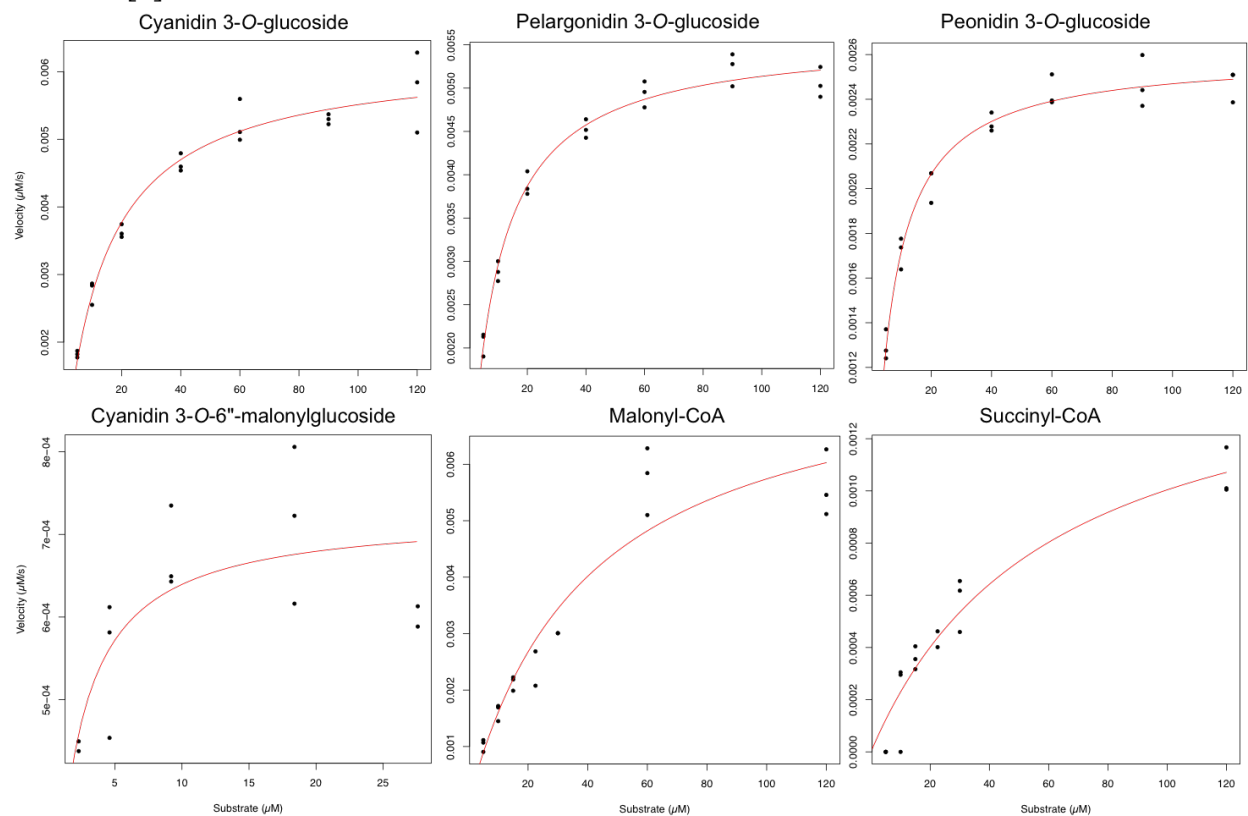 Cyanidin 3-O-glucoside
Pelargonidin 3-O-glucoside
Peonidin 3-O-glucoside
Velocity (µM/s)
0.006
0.005
0.004
0.003
0.002
20 40 60 80 100 120
0.0055
0.0050
0.0045
0.0040
0.0035
0.0030
0.0025
0.0020
20 40 60 80 100 120
0.0026
0.0024
0.0022
0.0020
0.0018
0.0016
0.0014
0.0012
20 40 60 80 100 120
Cyanidin 3-O-6"-malonylglucoside
Malonyl-CoA
Succinyl-CoA
Velocity (µM/s)
8e−04
7e−04
6e−04
5e−04
5 10 15 20 25
Substrate (µM)
0.006
0.005
0.004
0.003
0.002
0.001
20 40 60 80 100 120
Substrate (µM)
0.0012
0.0010
0.0008
0.0006
0.0004
0.0002
0.0000
20 40 60 80 100 120
Substrate (µM)